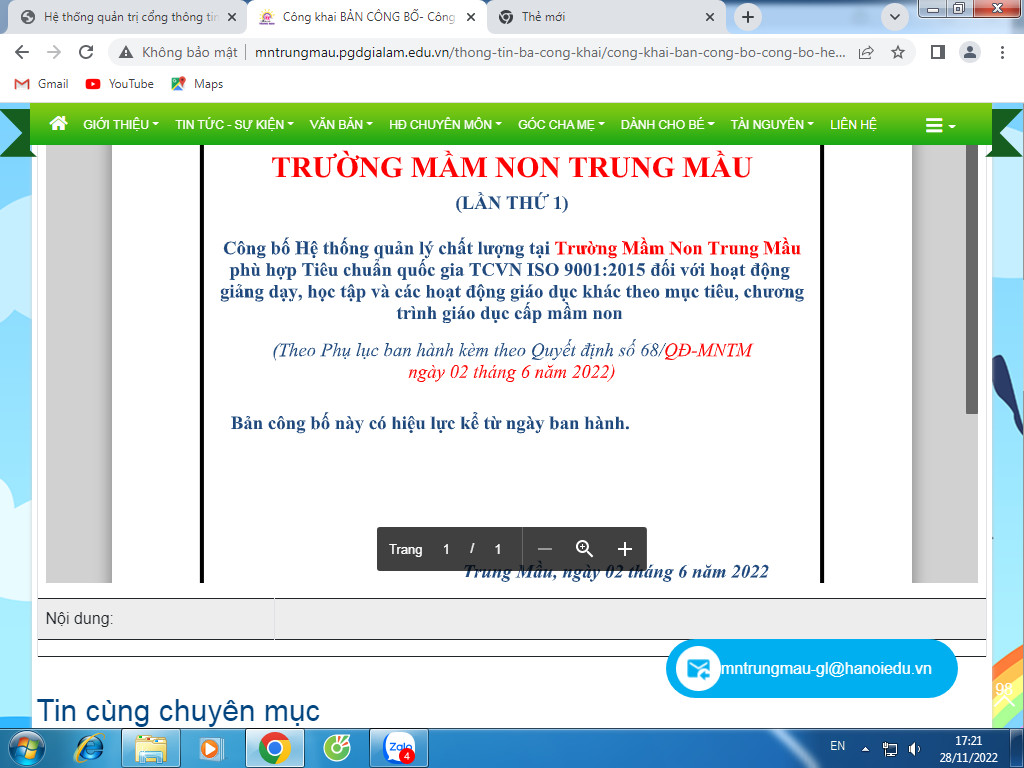 Hệ thống quản trị cổng thông tin
Công khai BẢN CÔNG BỐ- Công
Thẻ mới
Không bảo mật
mntrungmau.pgdgialam.edu.vn/thong-tin-ba-cong-khai/cong-khai-ban-cong-bo-cong-bo-he...
Gmail
YouTube
Maps
GIỚI THIỆU
TIN TỨC - SỰ KIỆN
VĂN BẢN
HĐ CHUYÊN MÔN
GÓC CHA MẸ
DÀNH CHO BÉ
TÀI NGUYÊN
LIÊN HỆ
TRƯỜNG MẦM NON TRUNG MẦU
(LẦN THỨ 1)
Công bố Hệ thống quản lý chất lượng tại Trường Mầm Non Trung Mầu
phù hợp Tiêu chuẩn quốc gia TCVN ISO 9001:2015 đối với hoạt động
giảng dạy, học tập và các hoạt động giáo dục khác theo mục tiêu, chương
trình giáo dục cấp mầm non
(Theo Phụ lục ban hành kèm theo Quyết định số 68/QĐ-MNTM
ngày 02 tháng 6 năm 2022)
Bản công bố này có hiệu lực kể từ ngày ban hành.
Trang 1 / 1
Trung Mầu, ngày 02 tháng 6 năm 2022
Nội dung:
mntrungmau-gl@hanoiedu.vn
98
Tin cùng chuyên mục
Zalo
4
EN
17:21
28/11/2022